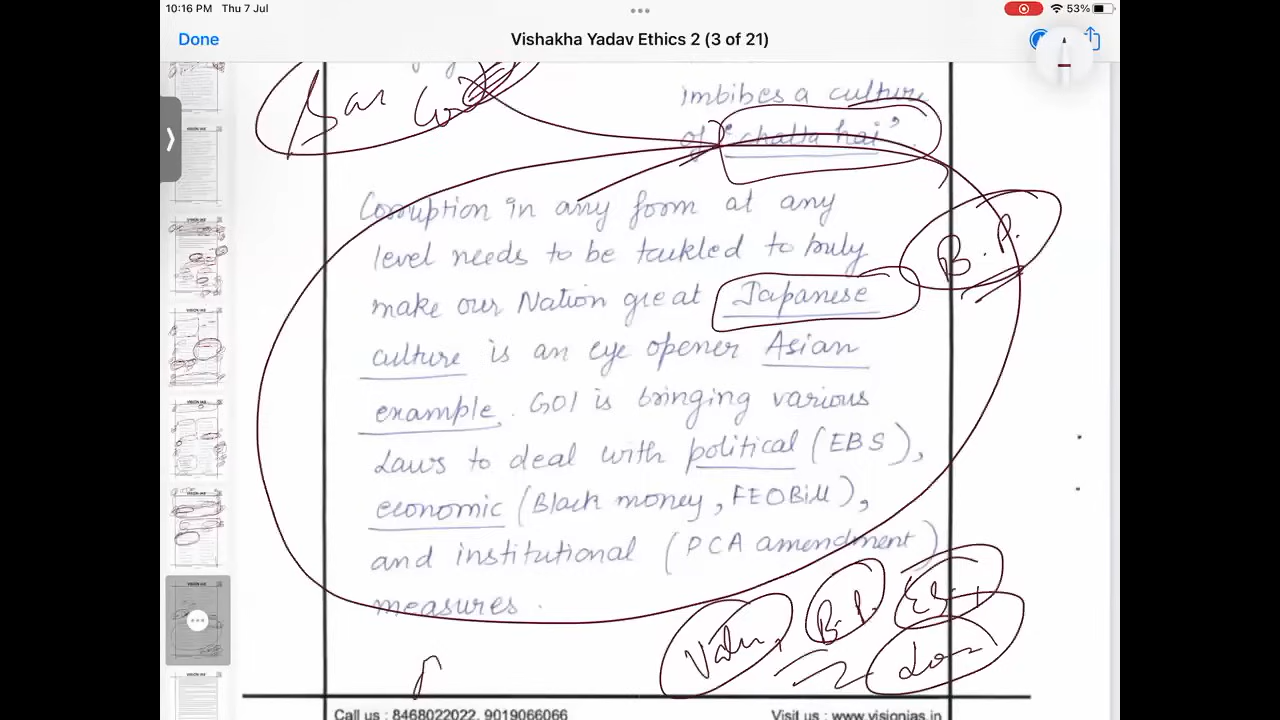 10:16 PM Thu 7 Jul
53%
Done
Vishakha Yadav Ethics 2 (3 of 21)
imbibes a culture
of "chalta hai".
Corruption in any form at any
level needs to be tackled to truly
make our Nation great Japanese
B.P.
culture is an eye opener Asian
example. GOI is bringing various
laws to deal with political (EBS),
economic (Black money, FEOBill),
and institutional (PCA amendment)
measures.
B.P.
Call us : 8468022022, 9019066066
Visit us : www.visionias.in